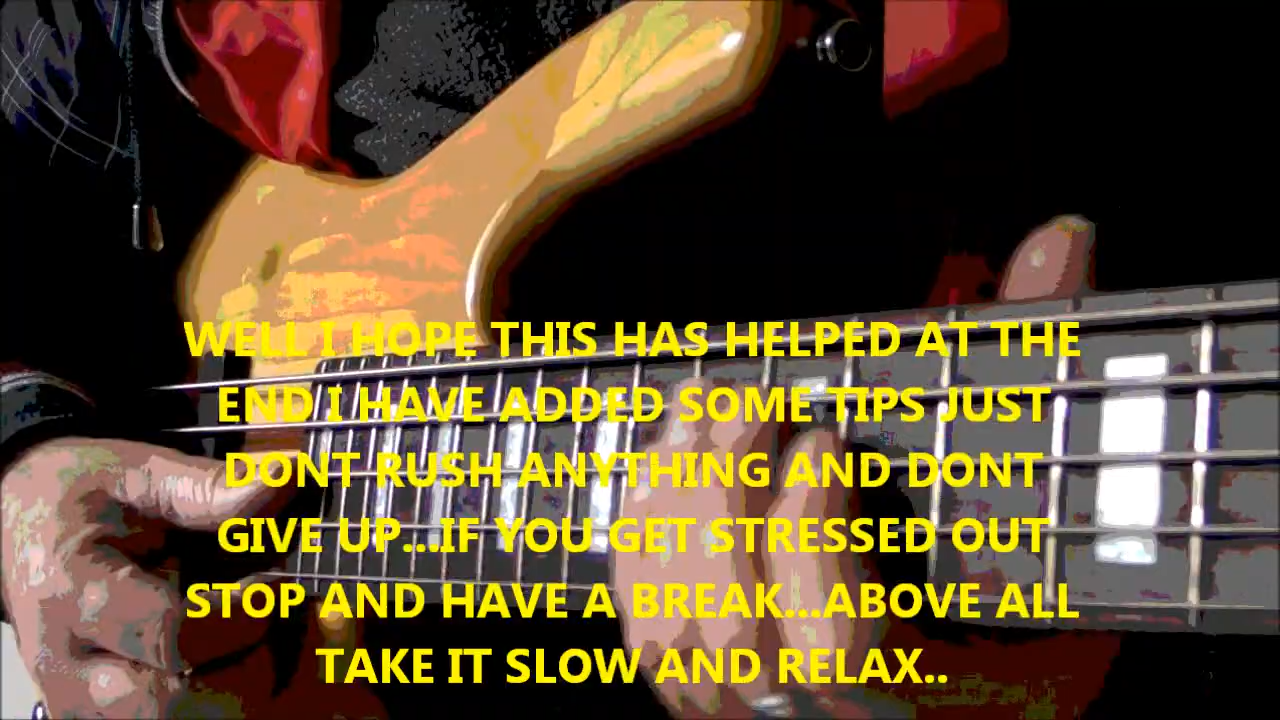 WELL I HOPE THIS HAS HELPED AT THE
END I HAVE ADDED SOME TIPS JUST
DONT RUSH ANYTHING AND DONT
GIVE UP...IF YOU GET STRESSED OUT
STOP AND HAVE A BREAK...ABOVE ALL
TAKE IT SLOW AND RELAX..